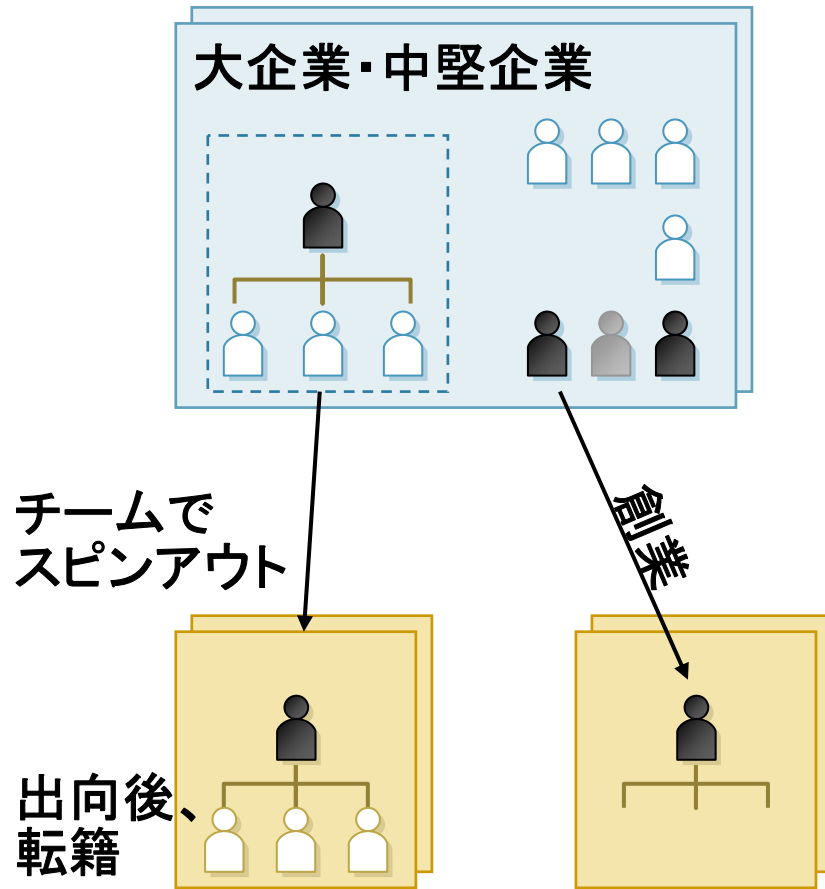 大企業・中堅企業
チームで
スピンアウト
創業
出向後、
転籍